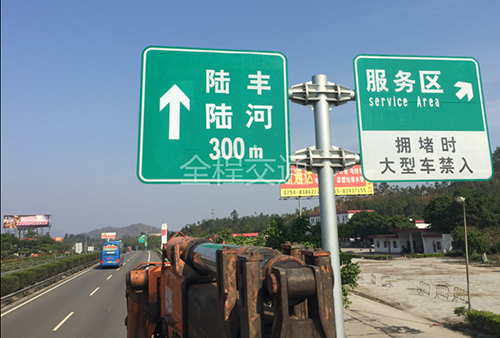 陆丰
陆河
300m
服务区
service Area
拥堵时
大型车禁入
全程交通